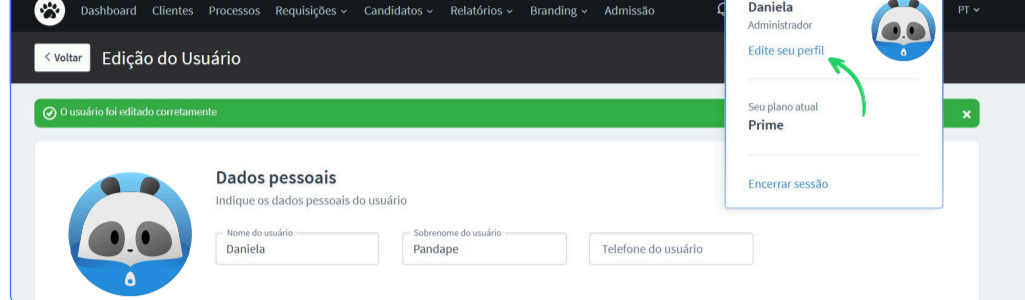 Dashboard Clientes Processos Requisições Candidatos Relatórios Branding Admissão PT
Daniela
Administrador
Edite seu perfil
Seu plano atual
Prime
Encerrar sessão
< Voltar Edição do Usuário
O usuário foi editado corretamente
Dados pessoais
Indique os dados pessoais do usuário
Nome do usuário
Daniela
Sobrenome do usuário
Pandape
Telefone do usuário